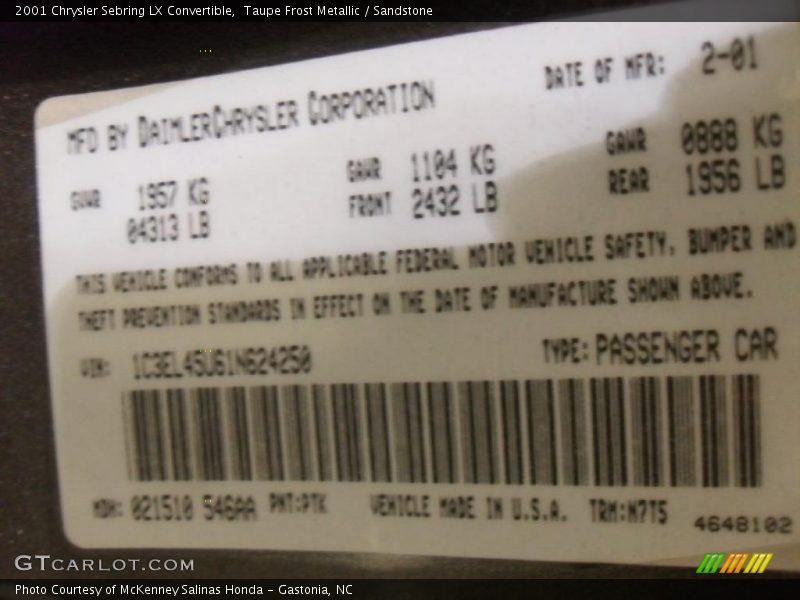 2001 Chrysler Sebring LX Convertible,  Taupe Frost Metallic / Sandstone
MFD BY DAIMLERCHRYSLER CORPORATION DATE OF MFR: 2-01
GVWR 1957 KG GAWR 1104 KG GAWR 0888 KG
04313 LB FRONT 2432 LB REAR 1956 LB
THIS VEHICLE CONFORMS TO ALL APPLICABLE FEDERAL MOTOR VEHICLE SAFETY, BUMPER AND
THEFT PREVENTION STANDARDS IN EFFECT ON THE DATE OF MANUFACTURE SHOWN ABOVE.
VIN: 1C3EL45U61N624250 TYPE: PASSENGER CAR
MDH: 021510 546AA PNT:PTK VEHICLE MADE IN U.S.A. TRM:N7T5
4648102
GTCARLOT.COM
Photo Courtesy of McKenney Salinas Honda - Gastonia, NC